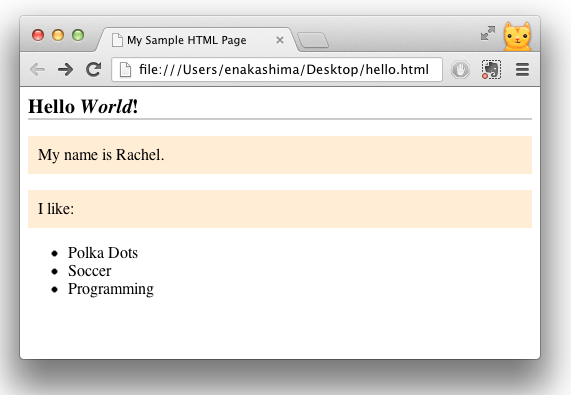 My Sample HTML Page
file:///Users/enakashima/Desktop/hello.html
Hello World!
My name is Rachel.
I like:
• Polka Dots
• Soccer
• Programming